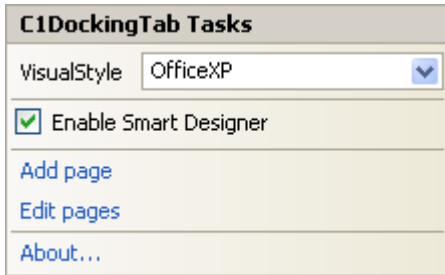 C1DockingTab Tasks
VisualStyle OfficeXP
Enable Smart Designer
Add page
Edit pages
About...